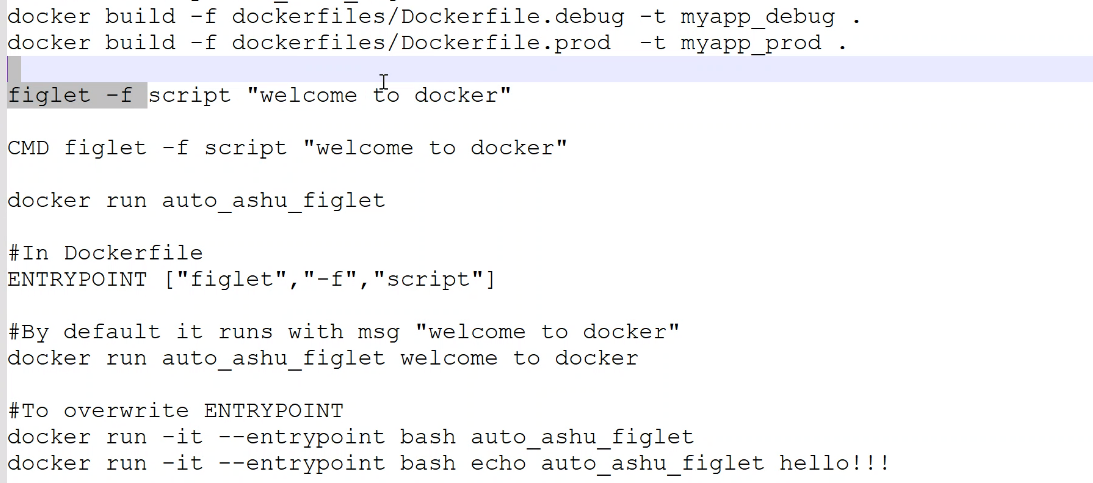 docker build -f dockerfiles/Dockerfile.debug -t myapp_debug .
docker build -f dockerfiles/Dockerfile.prod  -t myapp_prod .
figlet -f script "welcome to docker"
CMD figlet -f script "welcome to docker"
docker run auto_ashu_figlet
#In Dockerfile
ENTRYPOINT ["figlet","-f","script"]
#By default it runs with msg "welcome to docker"
docker run auto_ashu_figlet welcome to docker
#To overwrite ENTRYPOINT
docker run -it --entrypoint bash auto_ashu_figlet
docker run -it --entrypoint bash echo auto_ashu_figlet hello!!!